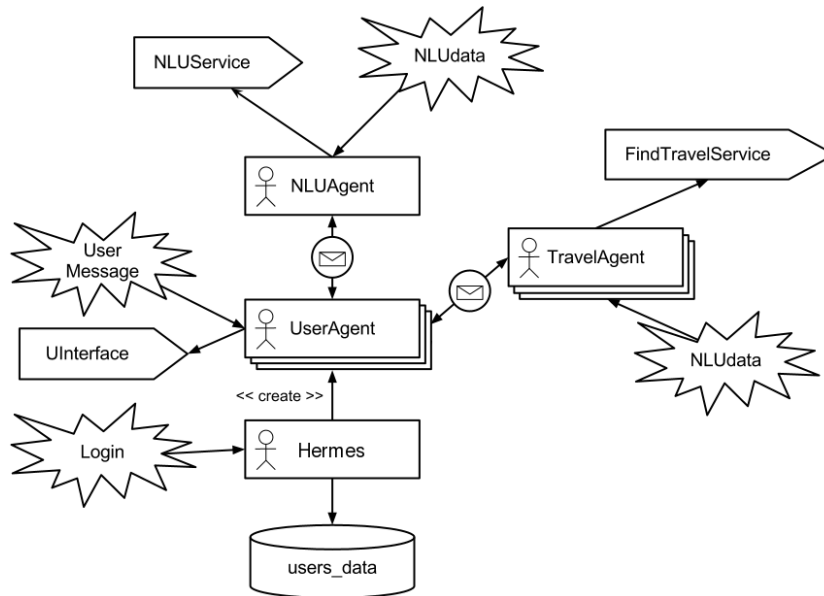 NLUService
NLUdata
FindTravelService
NLUAgent
User
Message
TravelAgent
UserAgent
UInterface
NLUdata
<< create >>
Login
Hermes
users_data